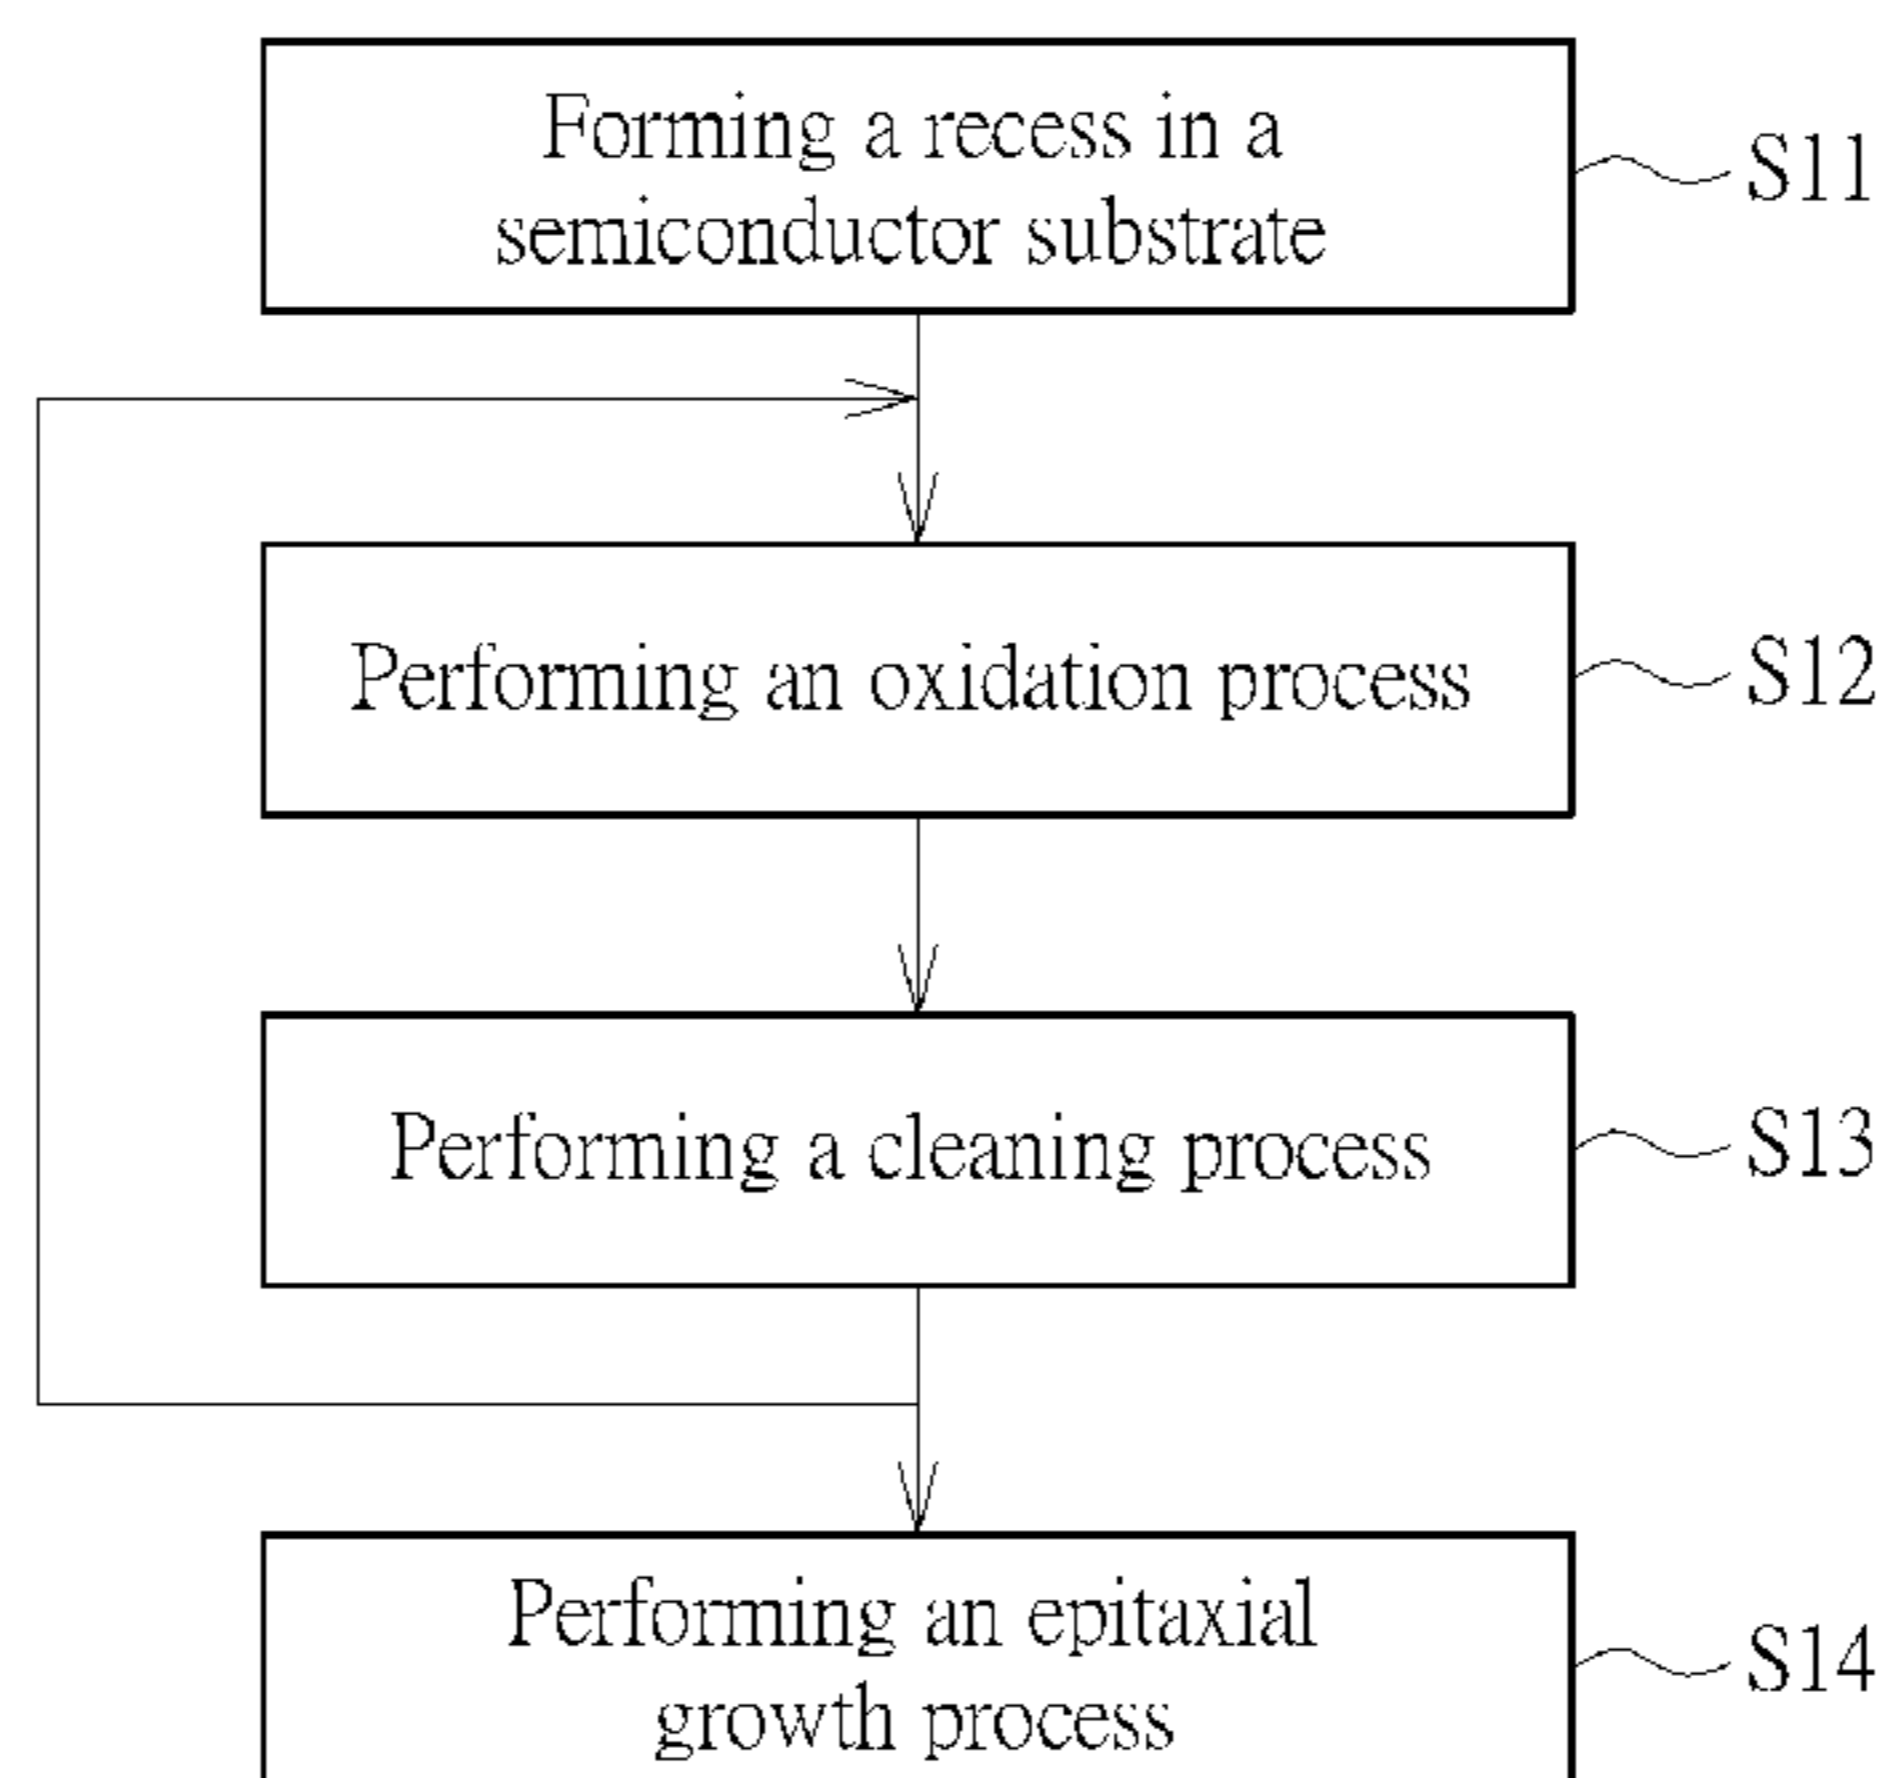 Forming a recess in a
semiconductor substrate
S11
Performing an oxidation process
S12
Performing a cleaning process
S13
Performing an epitaxial
growth process
S14